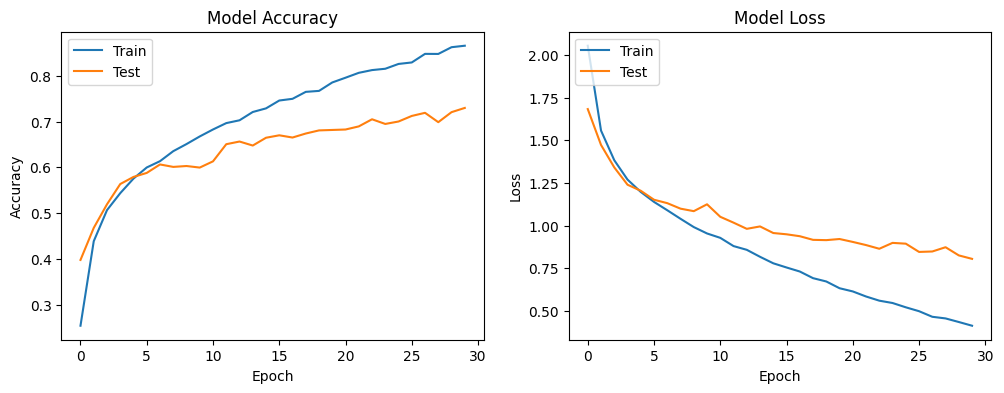 Model Accuracy
Train
Test
0.8
0.7
0.6
0.5
0.4
0.3
Accuracy
0 5 10 15 20 25 30
Epoch
Model Loss
Train
Test
2.00
1.75
1.50
1.25
1.00
0.75
0.50
Loss
0 5 10 15 20 25 30
Epoch